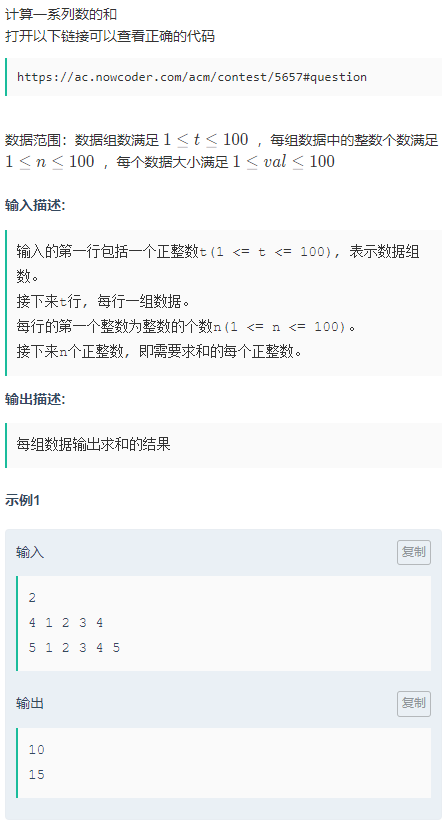 计算一系列数的和
打开以下链接可以查看正确的代码
https://ac.nowcoder.com/acm/contest/5657#question
数据范围：数据组数满足 1 ≤ t ≤ 100 ，每组数据中的整数个数满足
1 ≤ n ≤ 100 ，每个数据大小满足 1 ≤ val ≤ 100
输入描述:
输入的第一行包括一个正整数t(1 <= t <= 100), 表示数据组
数。
接下来t行, 每行一组数据。
每行的第一个整数为整数的个数n(1 <= n <= 100)。
接下来n个正整数, 即需要求和的每个正整数。
输出描述:
每组数据输出求和的结果
示例1
输入
复制
2
4 1 2 3 4
5 1 2 3 4 5
输出
复制
10
15